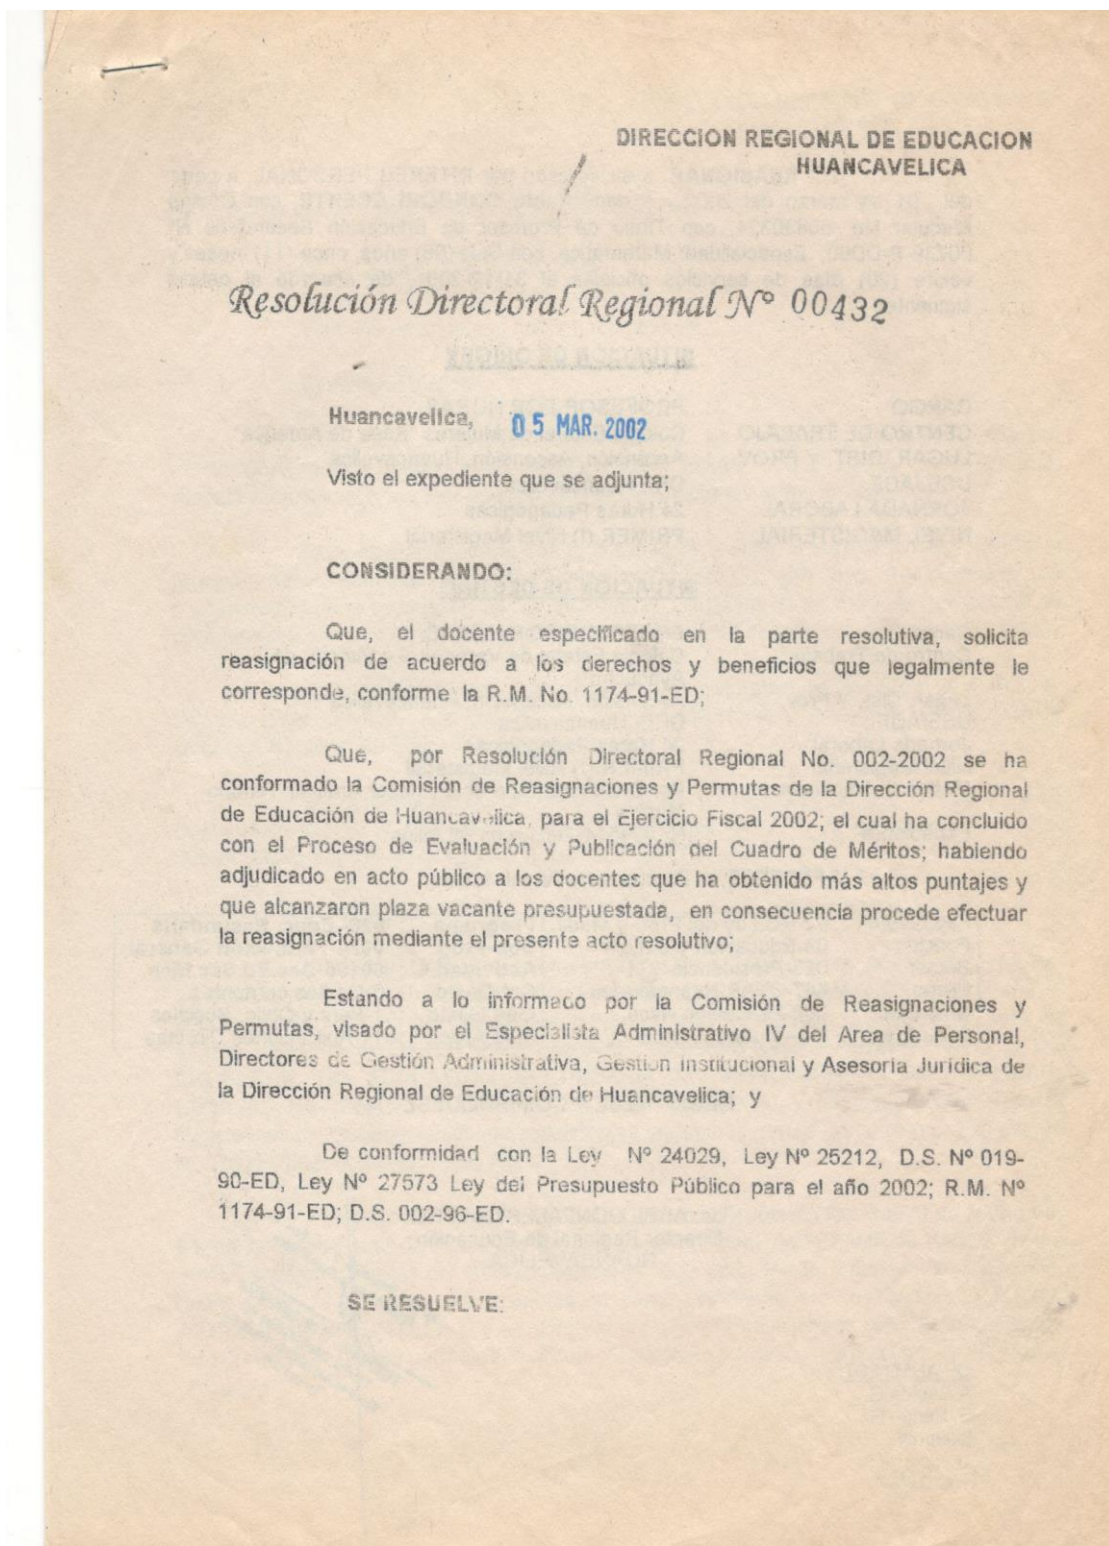 DIRECCION REGIONAL DE EDUCACION
HUANCAVELICA
Resolución Directoral Regional Nº 00432
Huancavelica, 05 MAR. 2002
Visto el expediente que se adjunta;
CONSIDERANDO:
Que, el docente especificado en la parte resolutiva, solicita
reasignación de acuerdo a los derechos y beneficios que legalmente le
corresponde, conforme la R.M. No. 1174-91-ED;
Que, por Resolución Directoral Regional No. 002-2002 se ha
conformado la Comisión de Reasignaciones y Permutas de la Dirección Regional
de Educación de Huancavelica, para el Ejercicio Fiscal 2002; el cual ha concluido
con el Proceso de Evaluación y Publicación del Cuadro de Méritos; habiendo
adjudicado en acto público a los docentes que ha obtenido más altos puntajes y
que alcanzaron plaza vacante presupuestada, en consecuencia procede efectuar
la reasignación mediante el presente acto resolutivo;
Estando a lo informado por la Comisión de Reasignaciones y
Permutas, visado por el Especialista Administrativo IV del Area de Personal,
Directores de Gestión Administrativa, Gestión Institucional y Asesoría Jurídica de
la Dirección Regional de Educación de Huancavelica; y
De conformidad con la Ley Nº 24029, Ley Nº 25212, D.S. Nº 019-
90-ED, Ley Nº 27573 Ley del Presupuesto Público para el año 2002; R.M. Nº
1174-91-ED; D.S. 002-96-ED.
SE RESUELVE: